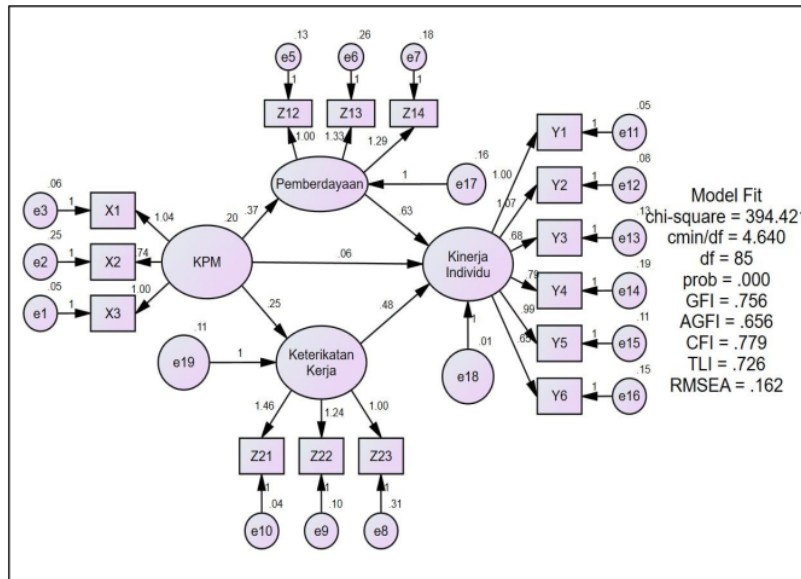 .13
.26
.18
e5
e6
e7
1
1
1
Z12
Z13
Z14
1.00
1.33
1.29
Pemberdayaan
1
.16
e17
.06
e3
1
X1
1.04
.25
e2
1
X2
.74
.05
e1
1
X3
1.00
.20
KPM
.37
.06
.25
.63
.48
Kinerja
Individu
1
.01
e18
.11
e19
1
Keterikatan
Kerja
1.46
1.24
1.00
Z21
Z22
Z23
1
1
1
.04
.10
.31
e10
e9
e8
1.00
1.07
.68
.79
.99
.65
Y1
1
.05
e11
Y2
1
.08
e12
Y3
1
.13
e13
Y4
1
.19
e14
Y5
1
.11
e15
Y6
1
.15
e16
Model Fit
chi-square = 394.421
cmin/df = 4.640
df = 85
prob = .000
GFI = .756
AGFI = .656
CFI = .779
TLI = .726
RMSEA = .162